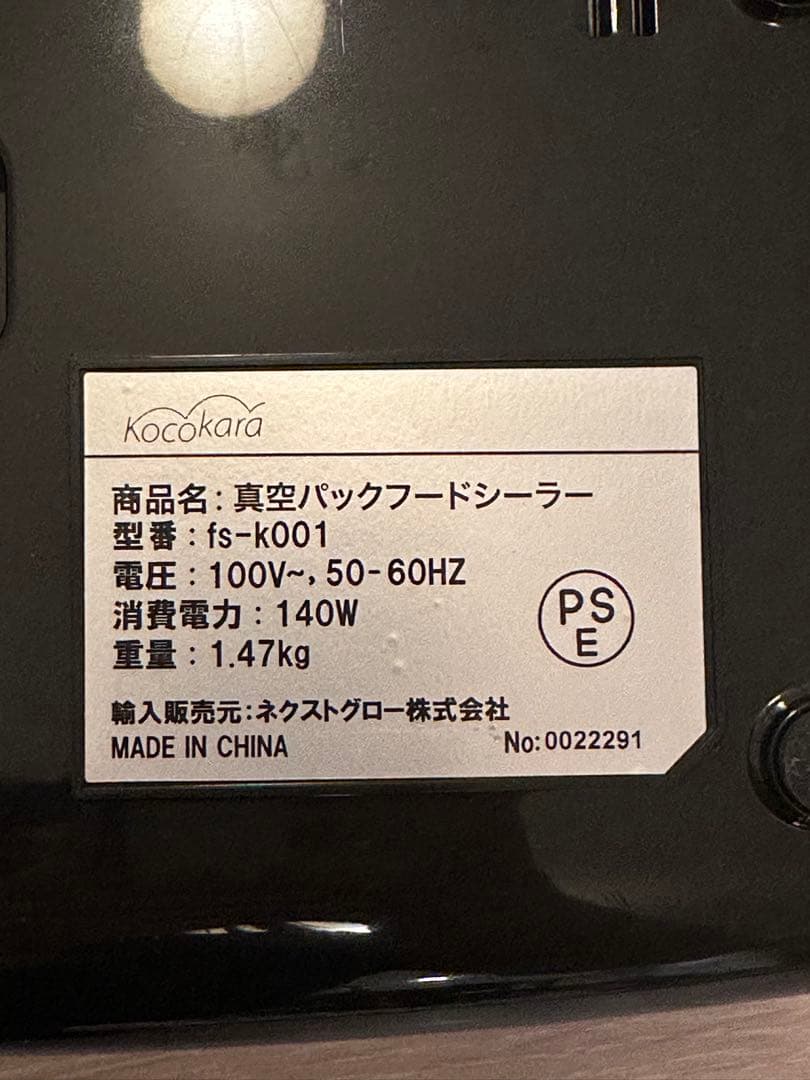 Kocokara
商品名：真空パックフードシーラー
型番：fs-k001
電圧：100V~, 50-60HZ
消費電力：140W
重量：1.47kg
PS
E
輸入販売元：ネクストグロー株式会社
MADE IN CHINA
No: 0022291